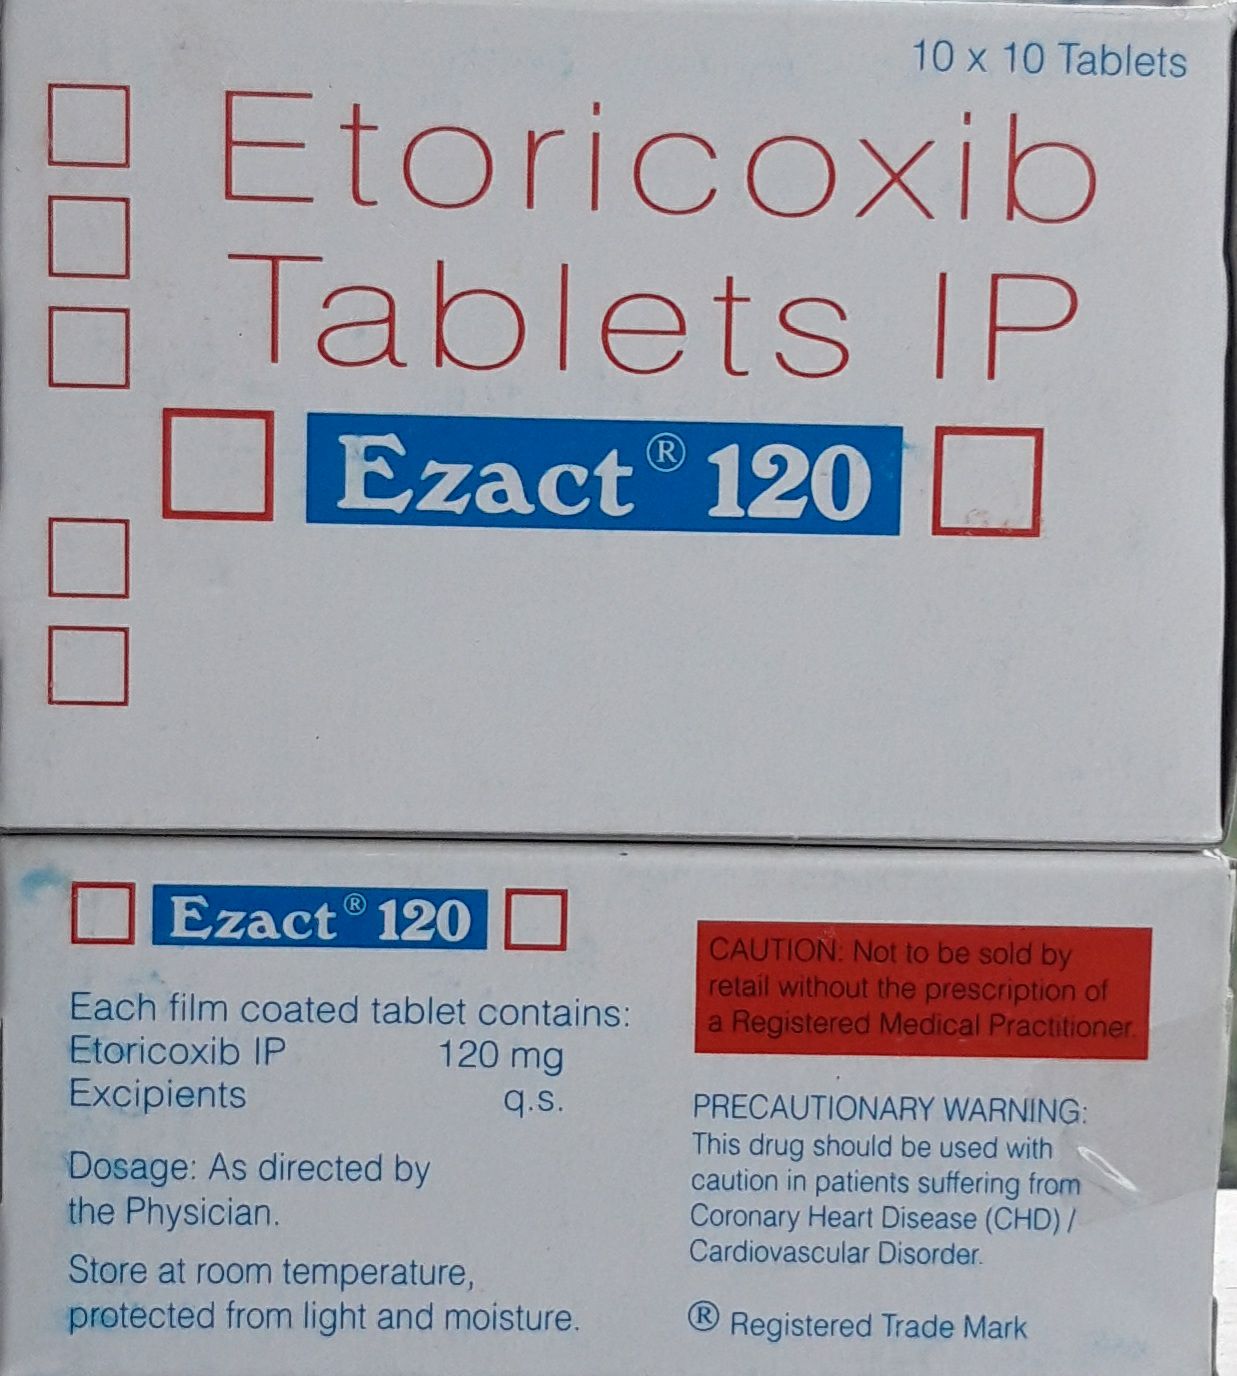 10 x 10 Tablets
Etoricoxib
Tablets IP
Ezact® 120
Ezact® 120
Each film coated tablet contains:
Etoricoxib IP 120 mg
Excipients q.s.
Dosage: As directed by
the Physician.
Store at room temperature,
protected from light and moisture.
CAUTION: Not to be sold by
retail without the prescription of
a Registered Medical Practitioner.
PRECAUTIONARY WARNING:
This drug should be used with
caution in patients suffering from
Coronary Heart Disease (CHD) /
Cardiovascular Disorder.
® Registered Trade Mark